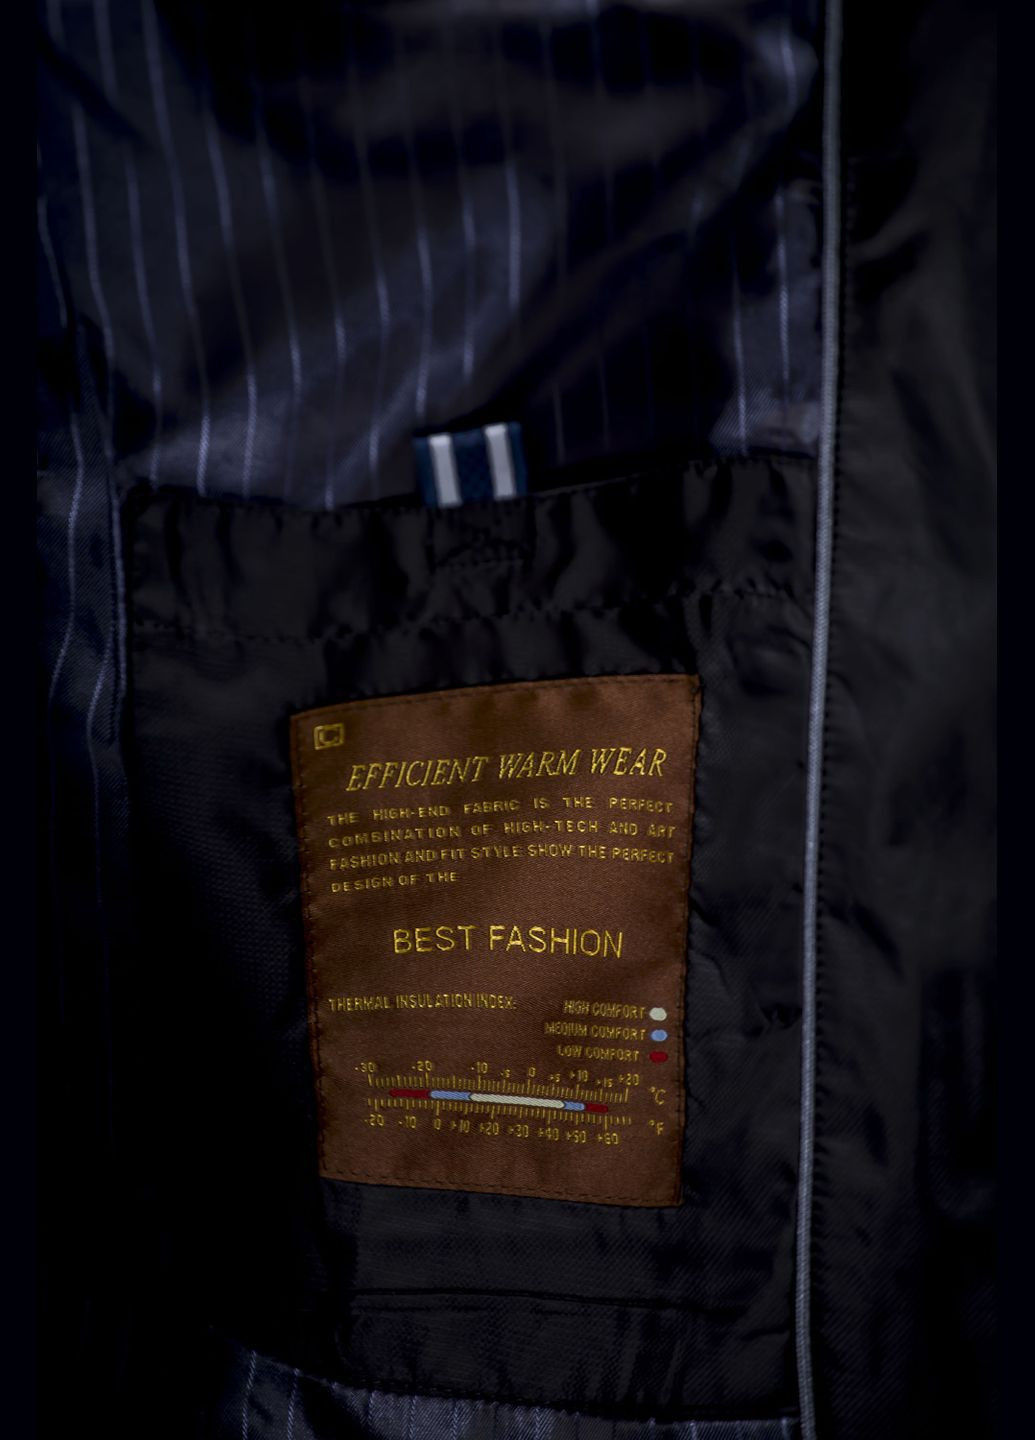 C
EFFICIENT WARM WEAR
THE HIGH-END FABRIC IS THE PERFECT
COMBINATION OF HIGH-TECH AND ART
FASHION AND FIT STYLE SHOW THE PERFECT
DESIGN OF THE
BEST FASHION
THERMAL INSULATION INDEX: HIGH COMFORT
MEDIUM COMFORT
LOW COMFORT
-30 -20 -10 -5 0 +5 +10 +15 +20
°C
-20 -10 0 +10 +20 +30 +40 +50 +60 °F